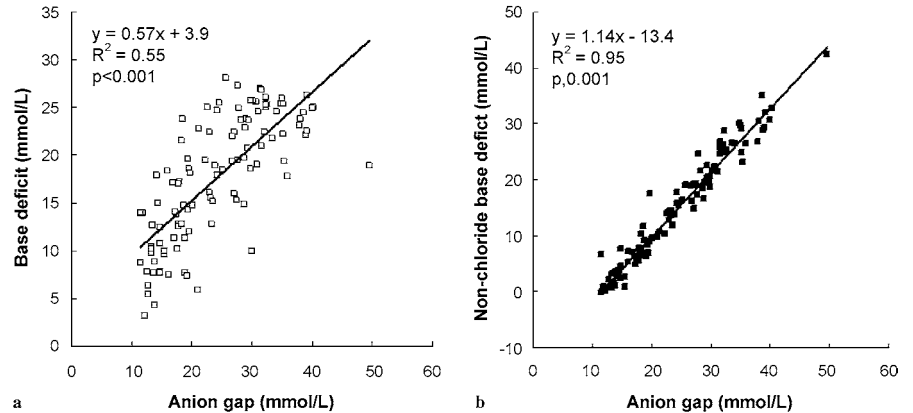 y = 0.57x + 3.9
R² = 0.55
p<0.001
Base deficit (mmol/L)
35
30
25
20
15
10
5
0
0 10 20 30 40 50 60
a
Anion gap (mmol/L)
y = 1.14x - 13.4
R² = 0.95
p,0.001
Non-chloride base defict (mmol/L)
50
40
30
20
10
0
-10
0 10 20 30 40 50 60
b
Anion gap (mmol/L)